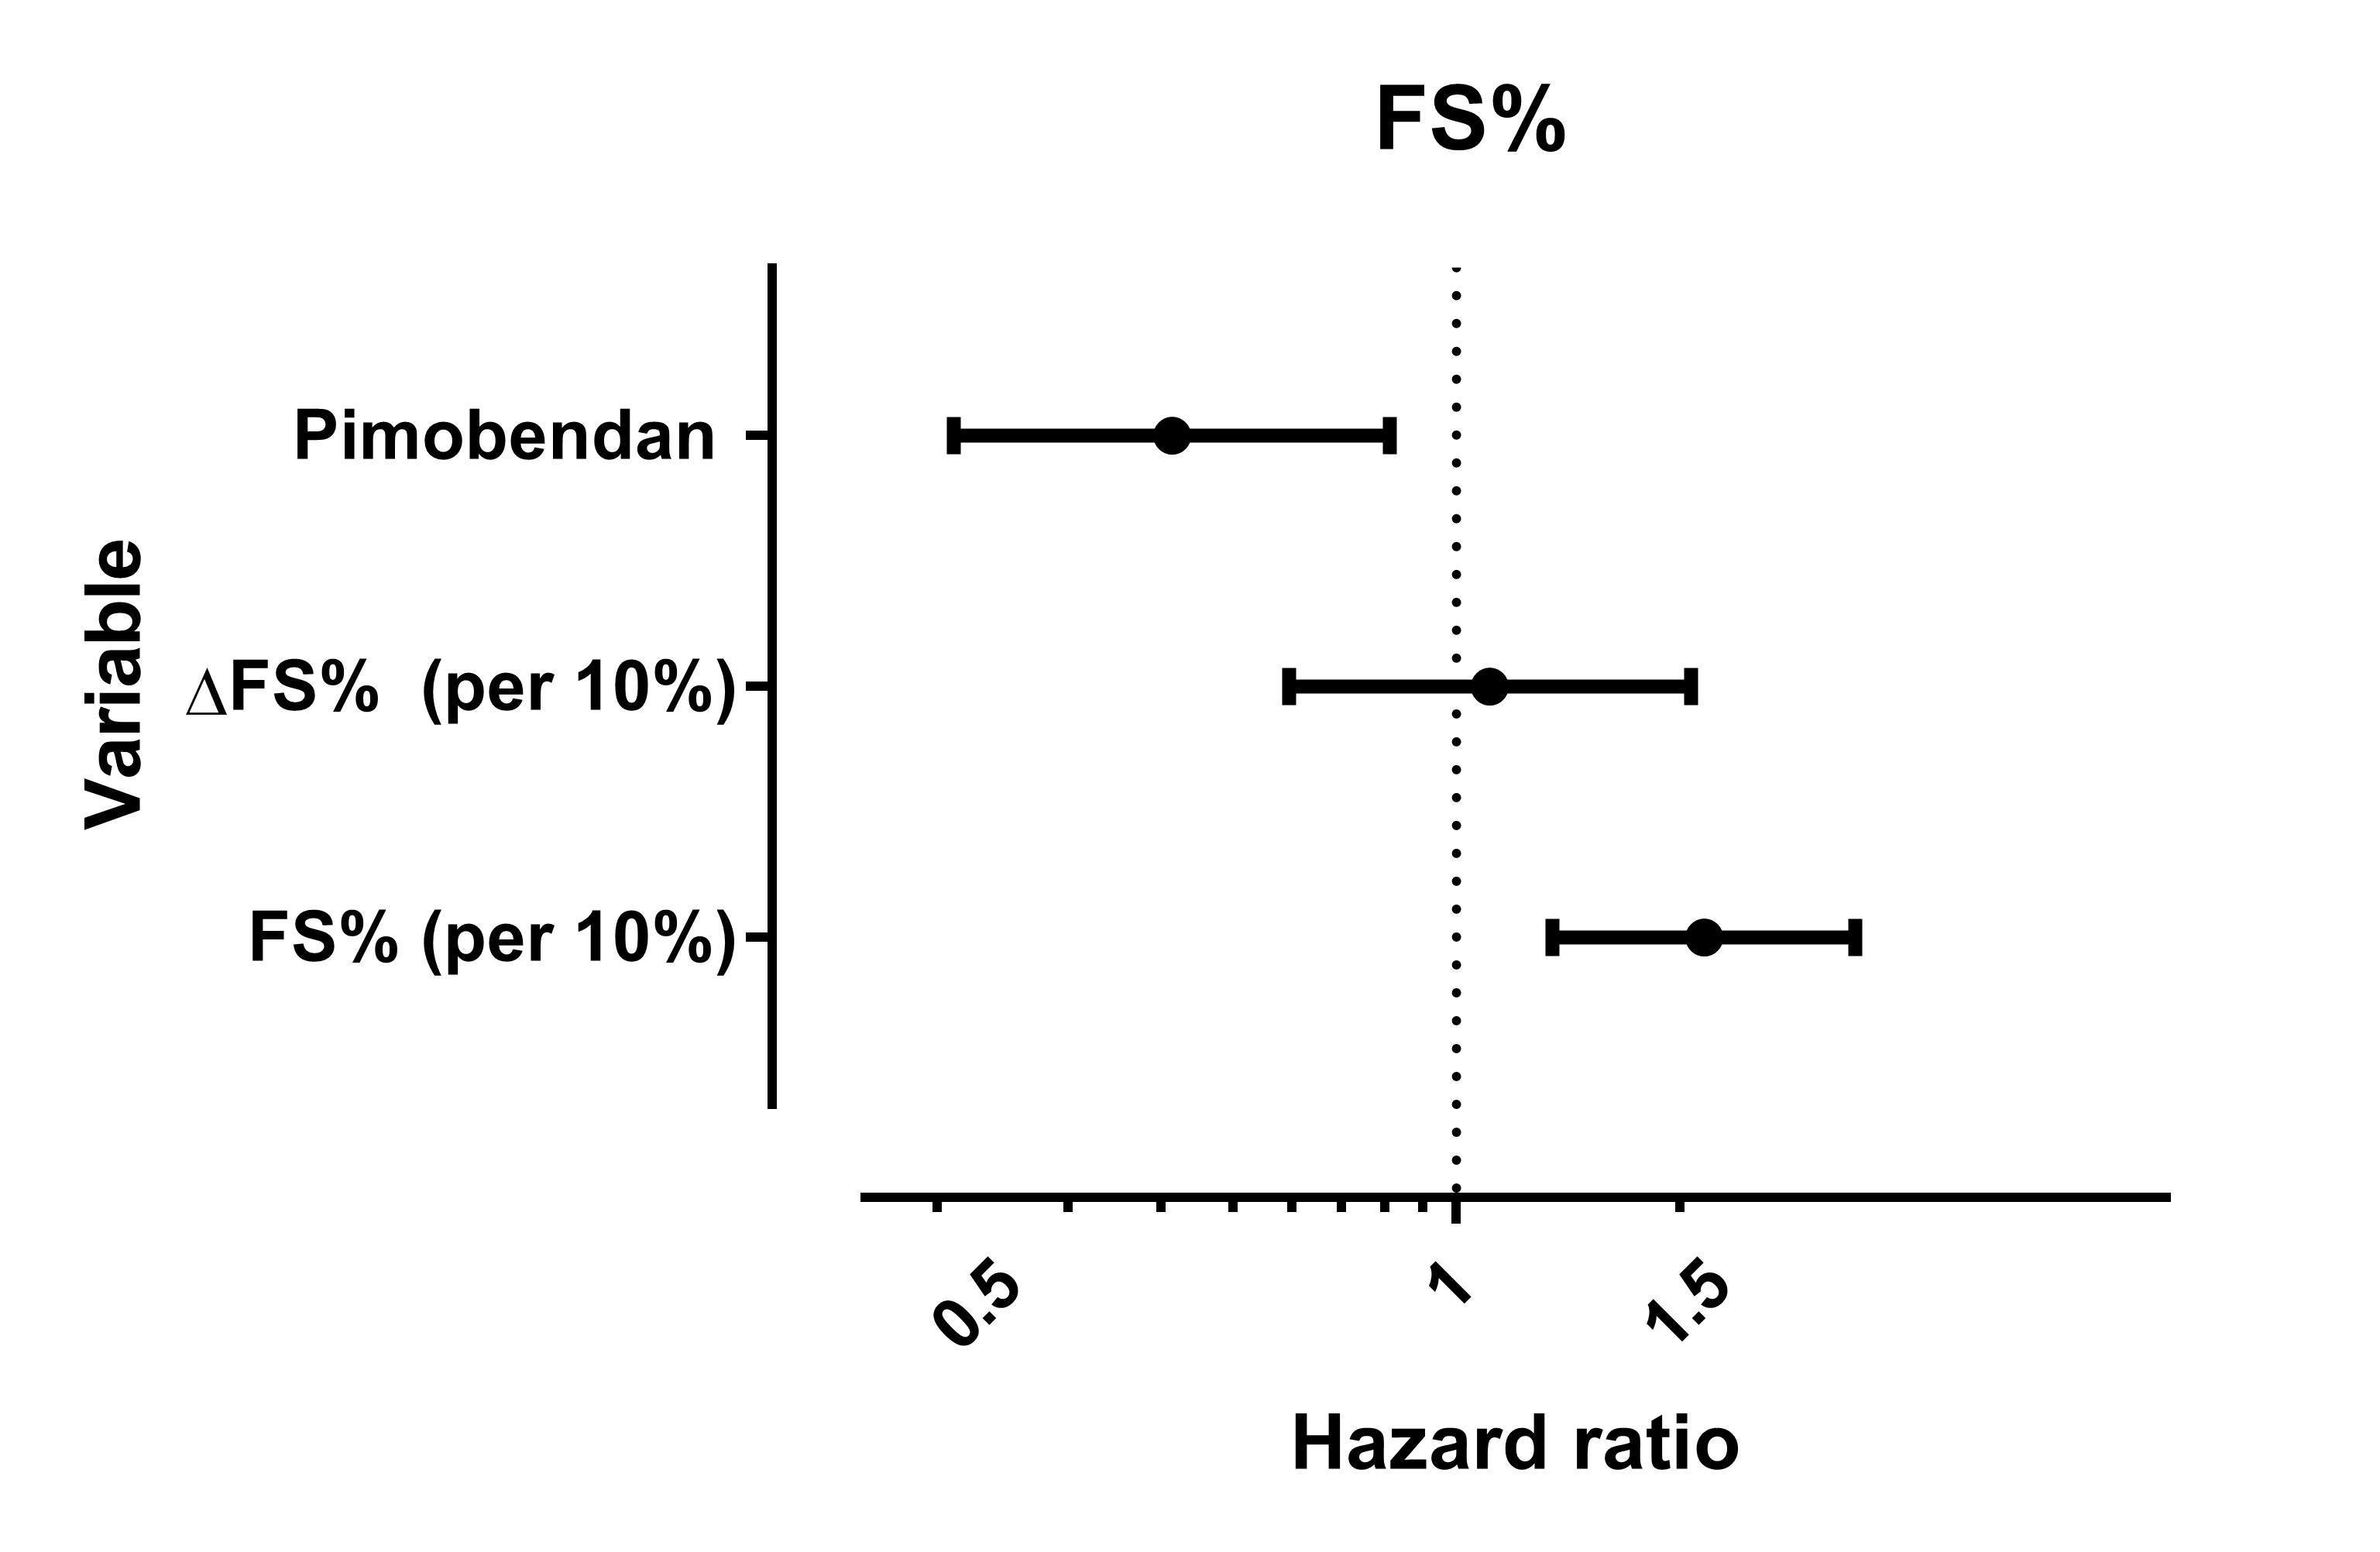 FS%
Variable
Pimobendan
△FS% (per 10%)
FS% (per 10%)
0.5
1
1.5
Hazard ratio